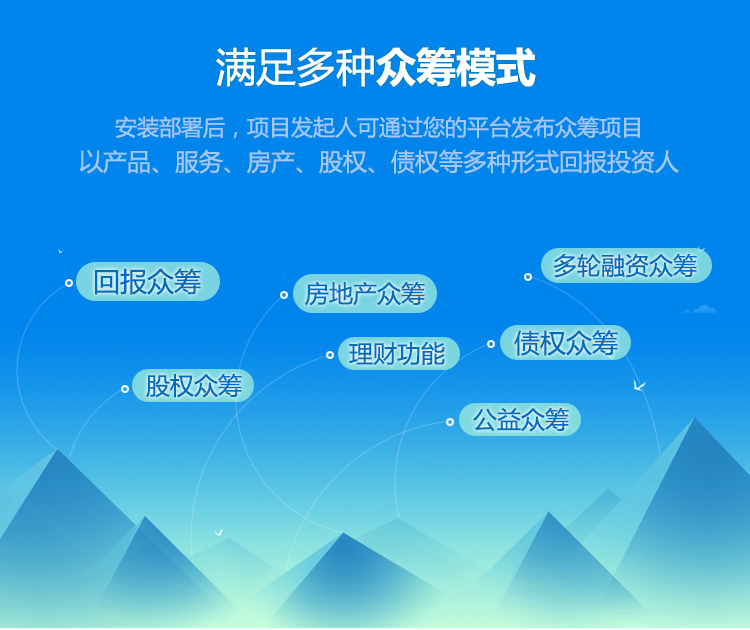 满足多种众筹模式
安装部署后，项目发起人可通过您的平台发布众筹项目
以产品、服务、房产、股权、债权等多种形式回报投资人
多轮融资众筹
回报众筹
房地产众筹
债权众筹
理财功能
股权众筹
公益众筹